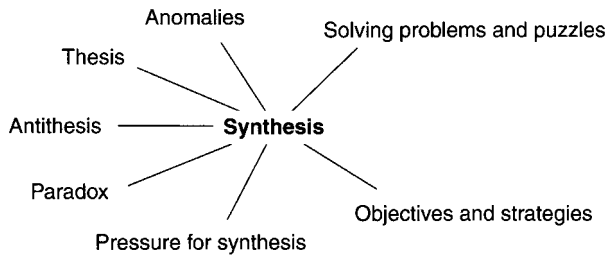 Anomalies
Solving problems and puzzles
Thesis
Antithesis
Synthesis
Paradox
Objectives and strategies
Pressure for synthesis